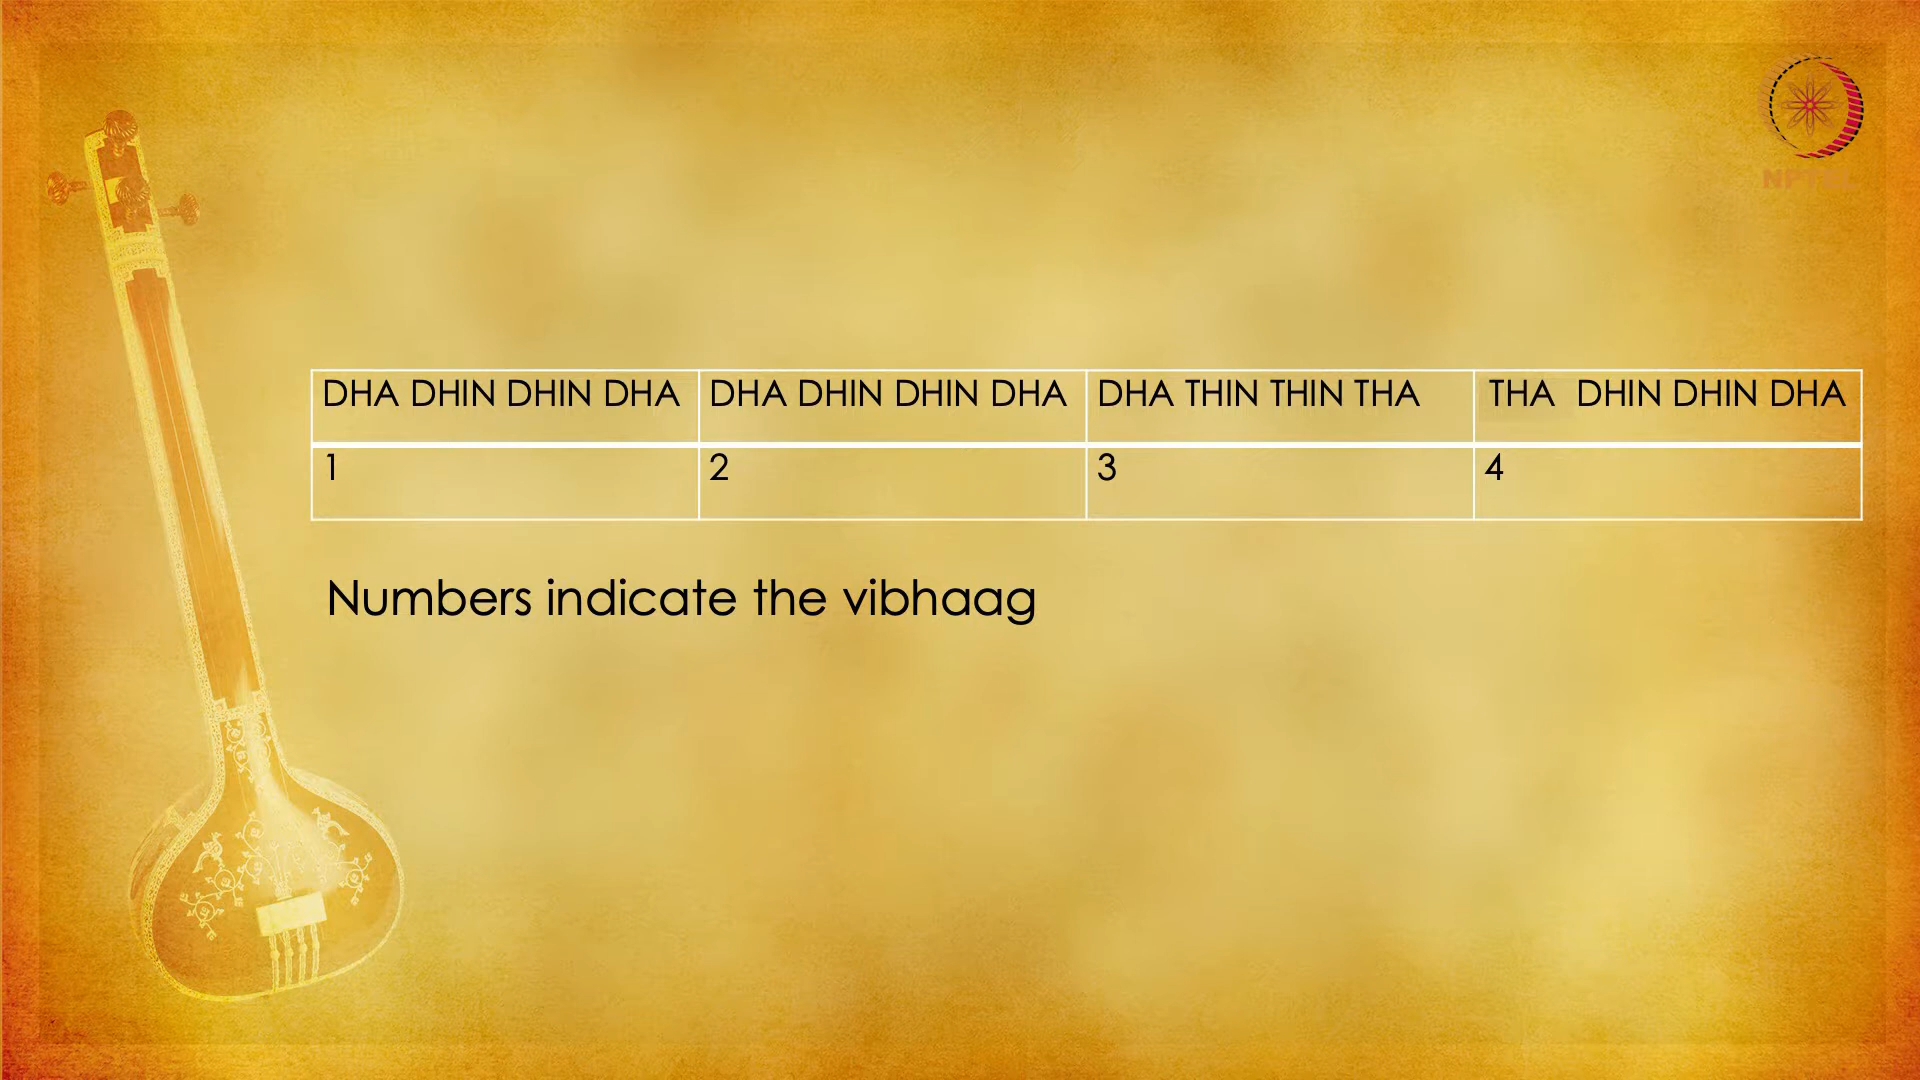 NPTEL
DHA DHIN DHIN DHA DHA DHIN DHIN DHA DHA THIN THIN THA THA DHIN DHIN DHA
1 2 3 4
Numbers indicate the vibhaag